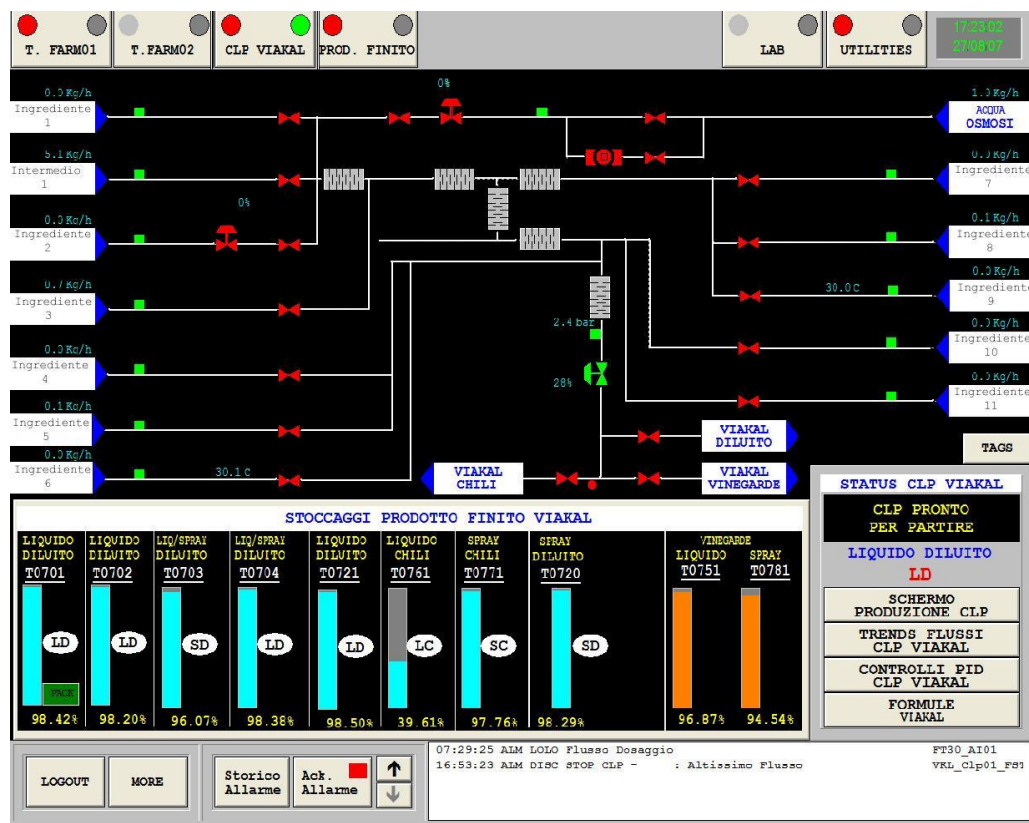 T. FARM01 T.FARM02 CLP VIAKAL PROD. FINITO LAB UTILITIES
17:23:02
27/08/07
0%
0.0 Kg/h
Ingrediente
1
1.0 Kg/h
ACQUA
OSMOSI
5.1 Kg/h
Intermedio
1
0.0 Kg/h
Ingrediente
7
0%
0.0 Kg/h
Ingrediente
2
0.1 Kg/h
Ingrediente
8
0.7 Kg/h
Ingrediente
3
30.0 C
0.0 Kg/h
Ingrediente
9
2.4 bar
0.0 Kg/h
Ingrediente
4
0.0 Kg/h
Ingrediente
10
28%
0.1 Kg/h
Ingrediente
5
0.0 Kg/h
Ingrediente
11
0.0 Kg/h
Ingrediente
6
30.1 C
VIAKAL
DILUITO
VIAKAL
CHILI
VIAKAL
VINEGARDE
TAGS
STATUS CLP VIAKAL
CLP PRONTO
PER PARTIRE
LIQUIDO DILUITO
LD
SCHERMO
PRODUZIONE CLP
TRENDS FLUSSI
CLP VIAKAL
CONTROLLI PID
CLP VIAKAL
FORMULE
VIAKAL
STOCCAGGI PRODOTTO FINITO VIAKAL
LIQUIDO DILUITO T0701
LIQUIDO DILUITO T0702
LIQ/SPRAY DILUITO T0703
LIQ/SPRAY DILUITO T0704
LIQUIDO DILUITO T0721
LIQUIDO CHILI T0761
SPRAY CHILI T0771
SPRAY DILUITO T0720
VINEGARDE
LIQUIDO T0751
SPRAY T0781
LD LD SD LD LD LC SC SD
PACK
98.42% 98.20% 96.07% 98.38% 98.50% 39.61% 97.76% 98.29% 96.87% 94.54%
LOGOUT
MORE
Storico
Allarme
Ack.
Allarme
07:29:25 ALM LOLO Flusso Dosaggio FT30_AI01
16:53:23 ALM DISC STOP CLP - : Altissimo Flusso VKL_Clp01_FST